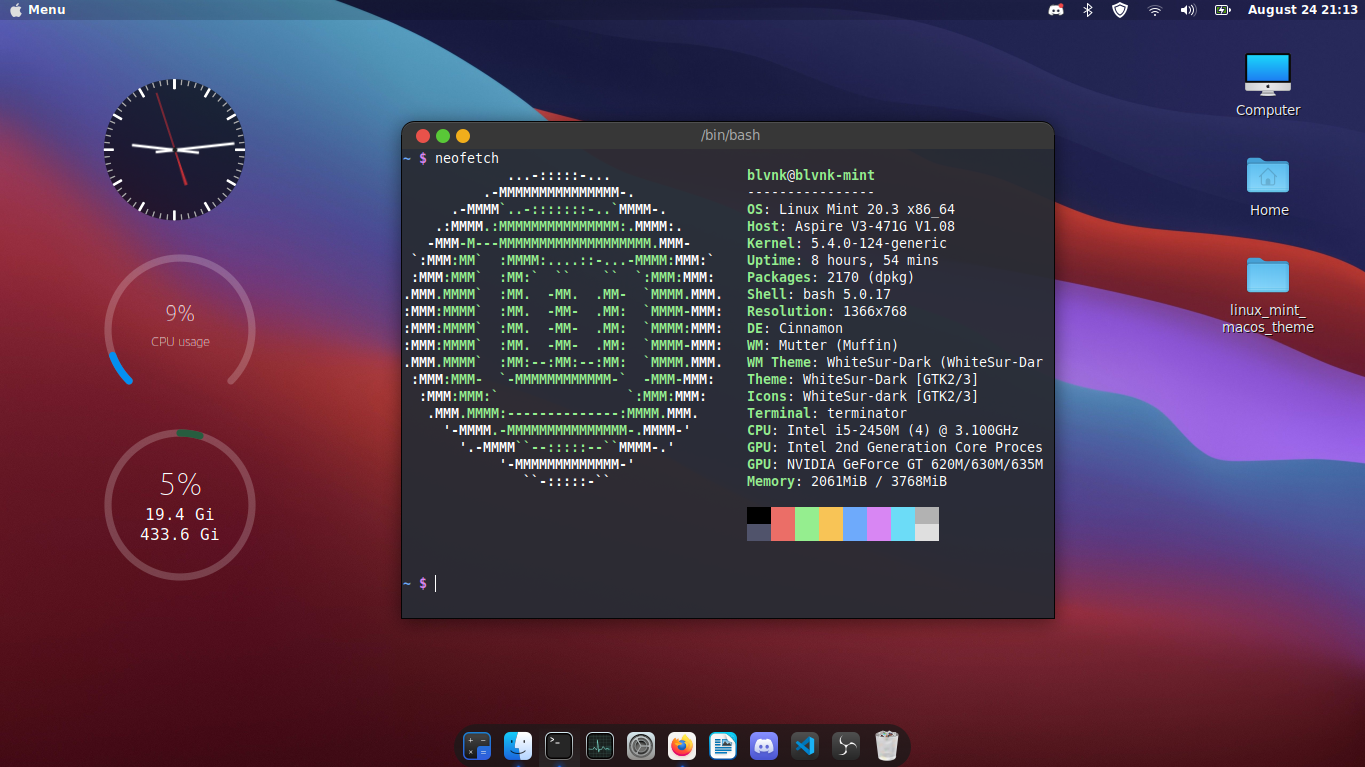 Menu
August 24 21:13
Computer
Home
linux_mint_
macos_theme
9%
CPU usage
5%
19.4 Gi
433.6 Gi
/bin/bash
~ $ neofetch
...-:::::-...
.-MMMMMMMMMMMMMMM-.
.-MMMM`..-:::::::-..`MMMM-.
.:MMMM.:MMMMMMMMMMMMMMM:.MMMM:.
-MMM-M---MMMMMMMMMMMMMMMMMMM.MMM-
`:MMM:MM`  :MMMM:....::-...-MMMM:MMM:`
:MMM:MMM`  :MM:`  ``    ``  `:MMM:MMM:
.MMM.MMMM`  :MM.  -MM.  .MM-  `MMMM.MMM.
:MMM:MMMM`  :MM.  -MM-  .MM:  `MMMM-MMM:
:MMM:MMMM`  :MM.  -MM-  .MM:  `MMMM:MMM:
:MMM:MMMM`  :MM.  -MM-  .MM:  `MMMM-MMM:
.MMM.MMMM`  :MM:--:MM:--:MM:  `MMMM.MMM.
:MMM:MMM-  `-MMMMMMMMMMMM-`  -MMM-MMM:
:MMM:MMM:`                `:MMM:MMM:
.MMM.MMMM:--------------:MMMM.MMM.
'-MMMM.-MMMMMMMMMMMMMMM-.MMMM-'
'.-MMMM``--:::::--``MMMM-.'
'-MMMMMMMMMMMMM-'
``-:::::-``
blvnk@blvnk-mint
----------------
OS: Linux Mint 20.3 x86_64
Host: Aspire V3-471G V1.08
Kernel: 5.4.0-124-generic
Uptime: 8 hours, 54 mins
Packages: 2170 (dpkg)
Shell: bash 5.0.17
Resolution: 1366x768
DE: Cinnamon
WM: Mutter (Muffin)
WM Theme: WhiteSur-Dark (WhiteSur-Dar
Theme: WhiteSur-Dark [GTK2/3]
Icons: WhiteSur-dark [GTK2/3]
Terminal: terminator
CPU: Intel i5-2450M (4) @ 3.100GHz
GPU: Intel 2nd Generation Core Proces
GPU: NVIDIA GeForce GT 620M/630M/635M
Memory: 2061MiB / 3768MiB
~ $